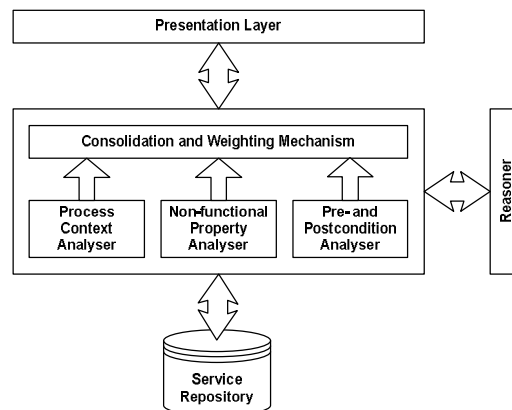 Presentation Layer
Consolidation and Weighting Mechanism
Process
Context
Analyser
Non-functional
Property
Analyser
Pre- and
Postcondition
Analyser
Reasoner
Service
Repository